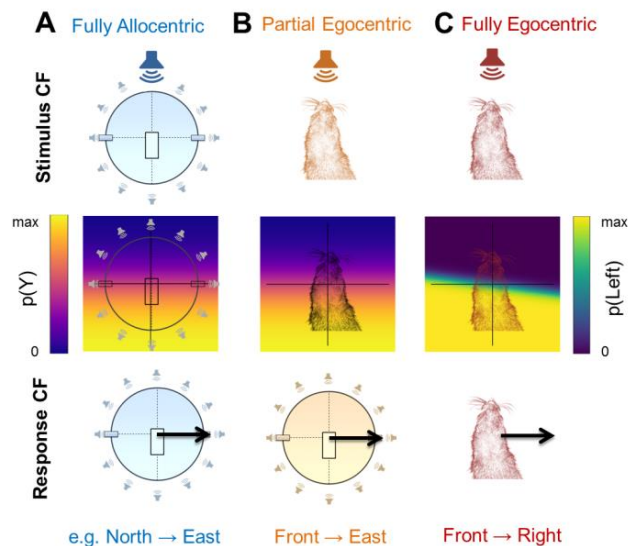 A Fully Allocentric B Partial Egocentric C Fully Egocentric
Stimulus CF
max
p(Y)
0
max
p(Left)
0
Response CF
e.g. North → East Front → East Front → Right